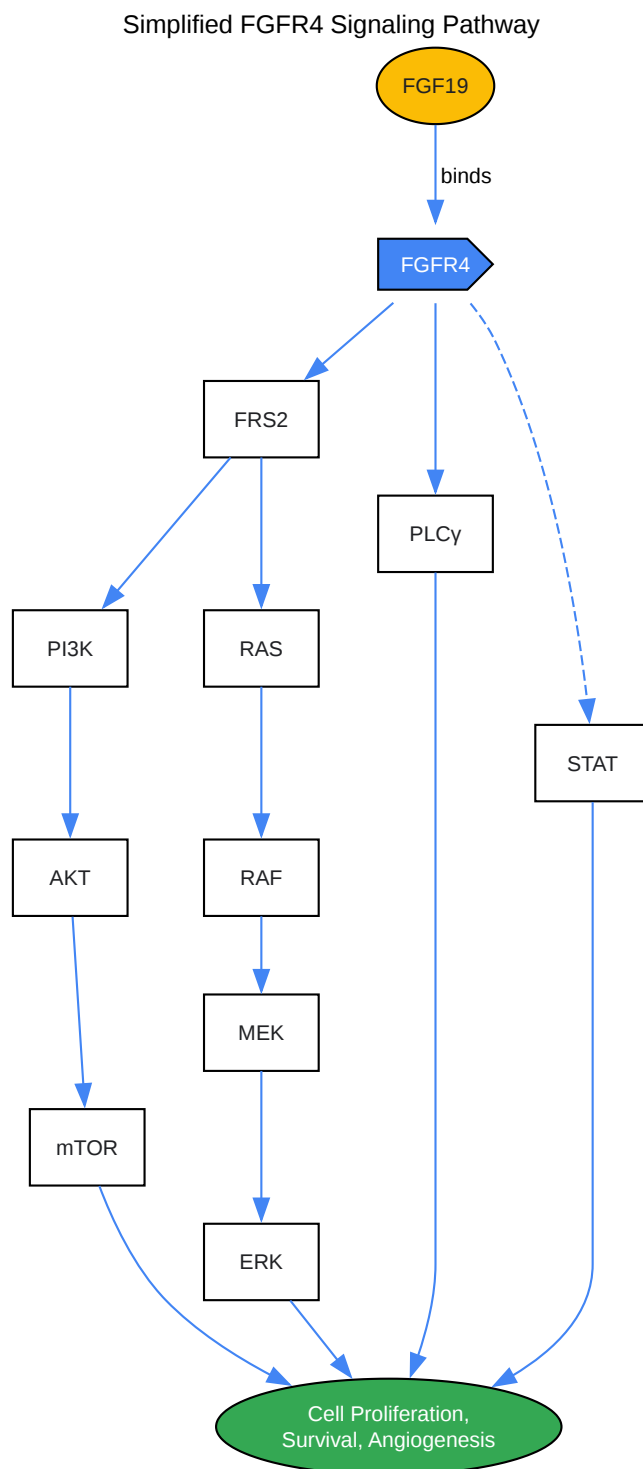 Simplified FGFR4 Signaling Pathway
FGF19
binds
FGFR4
FRS2
PLCγ
PI3K
RAS
STAT
AKT
RAF
MEK
mTOR
ERK
Cell Proliferation,
Survival, Angiogenesis